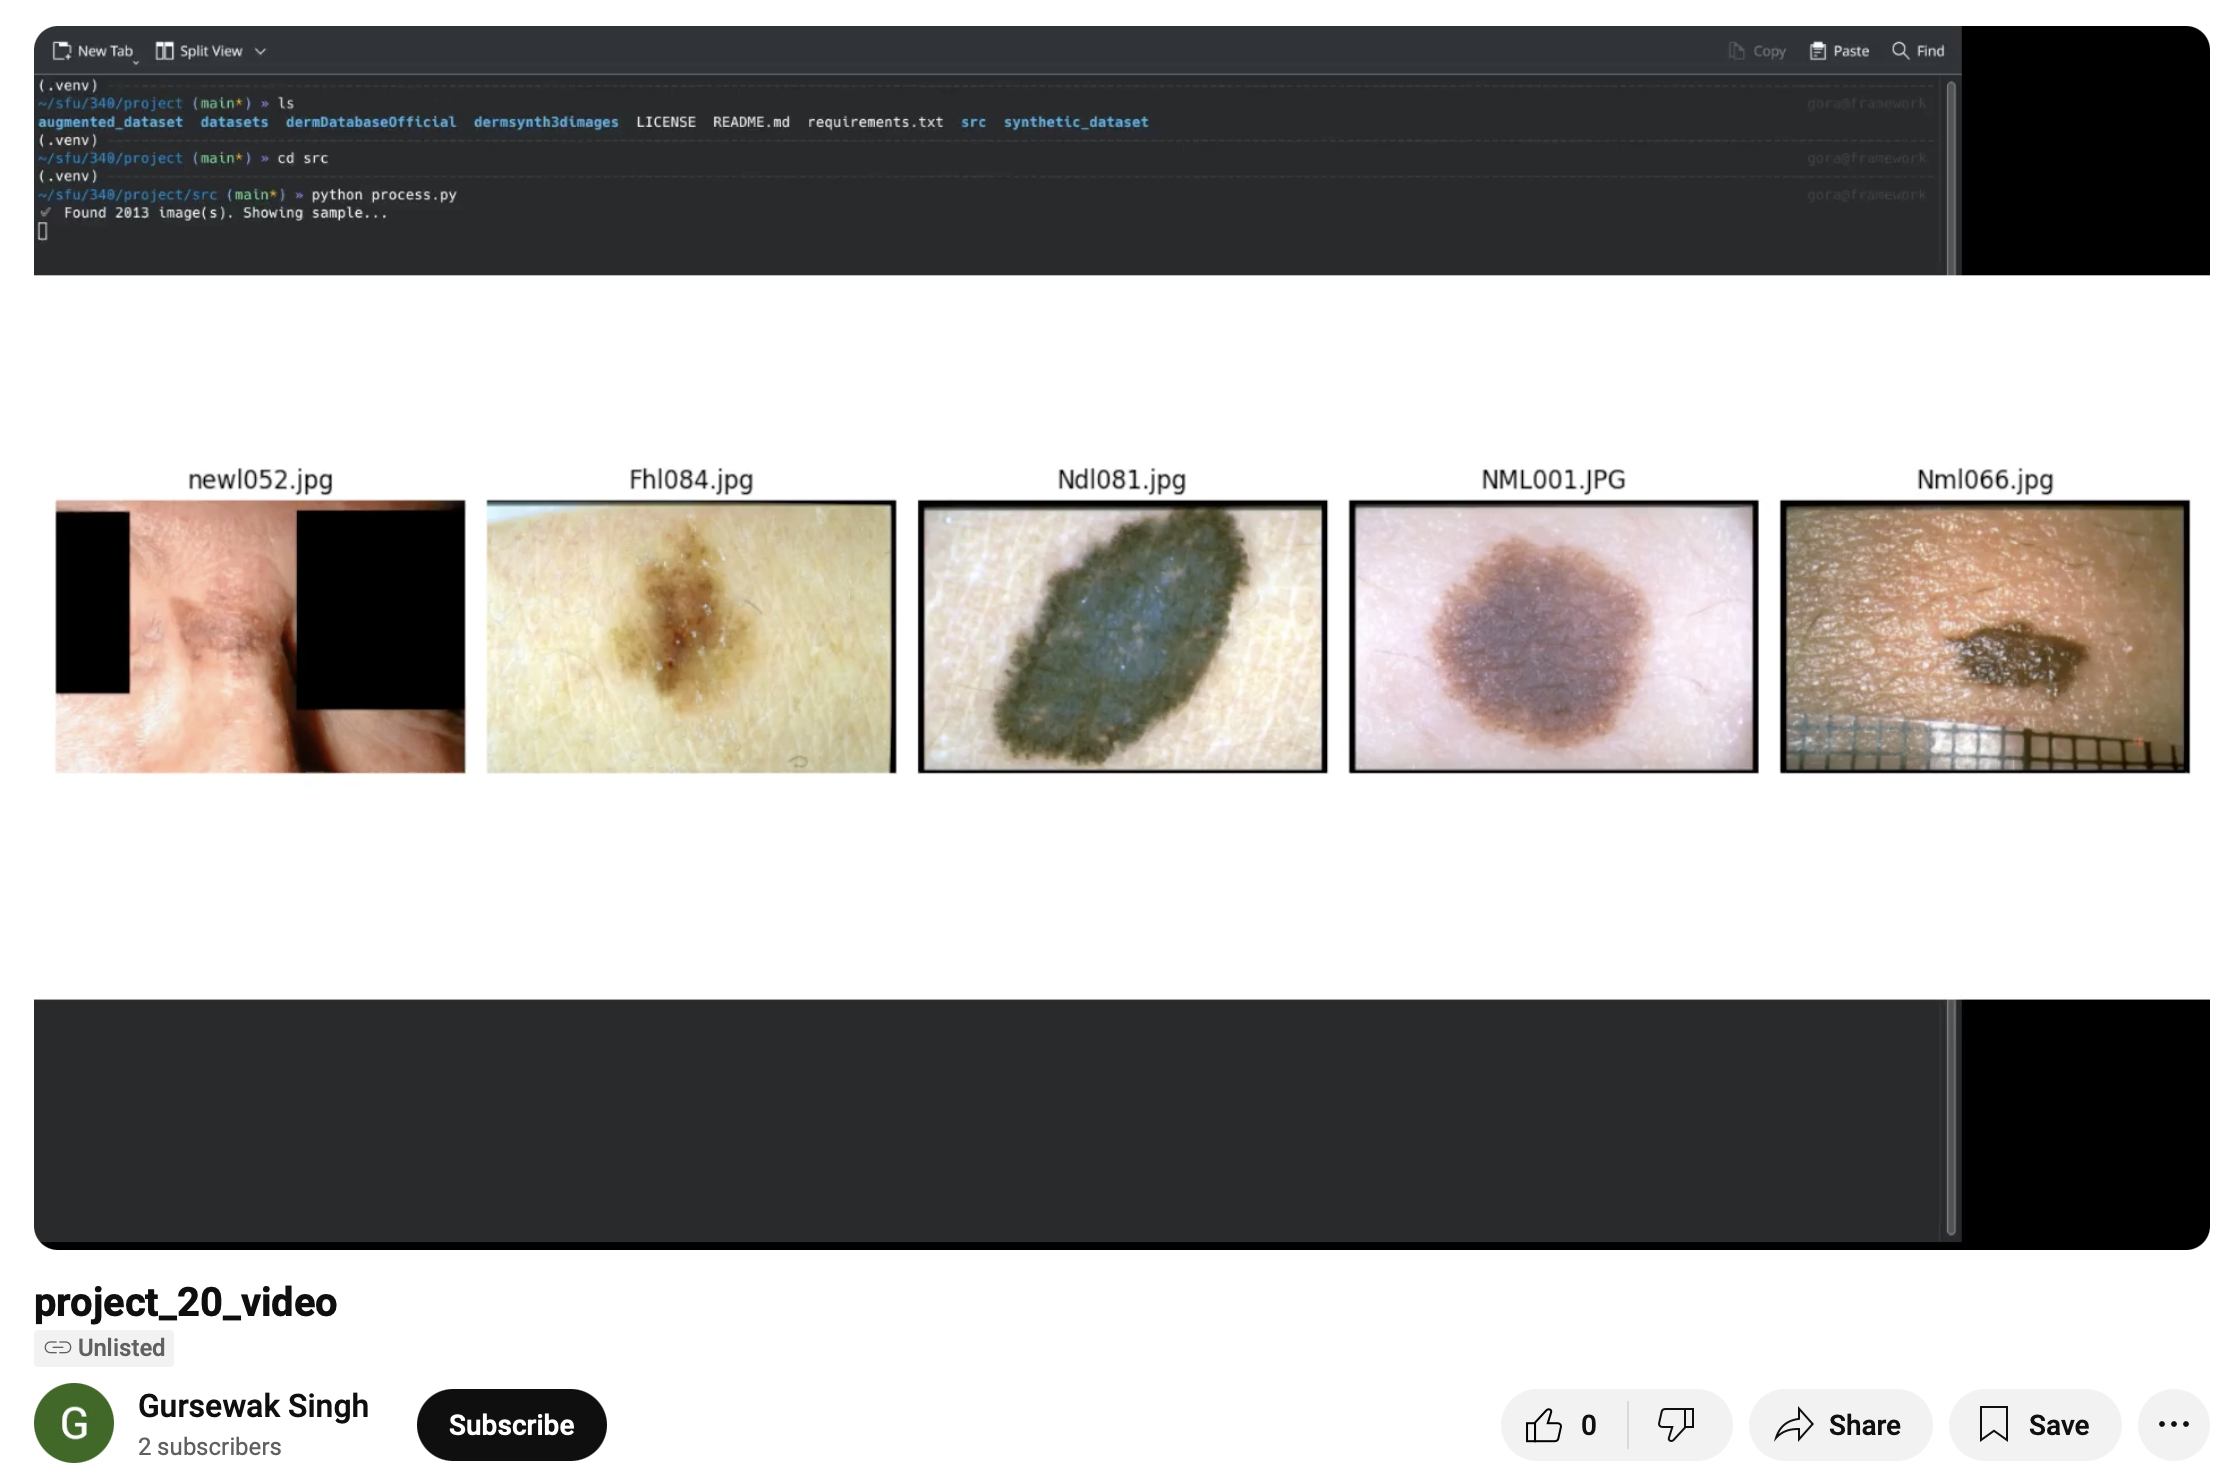 New Tab Split View Copy Paste Find
(.venv)
~/sfu/340/project (main*) » ls gora@framework
augmented_dataset datasets dermDatabaseOfficial dermsynth3dimages LICENSE README.md requirements.txt src synthetic_dataset
(.venv)
~/sfu/340/project (main*) » cd src gora@framework
(.venv)
~/sfu/340/project/src (main*) » python process.py gora@framework
✔ Found 2013 image(s). Showing sample...
newl052.jpg Fhl084.jpg Ndl081.jpg NML001.JPG Nml066.jpg
project_20_video
Unlisted
G
Gursewak Singh
2 subscribers
Subscribe
0
Share
Save